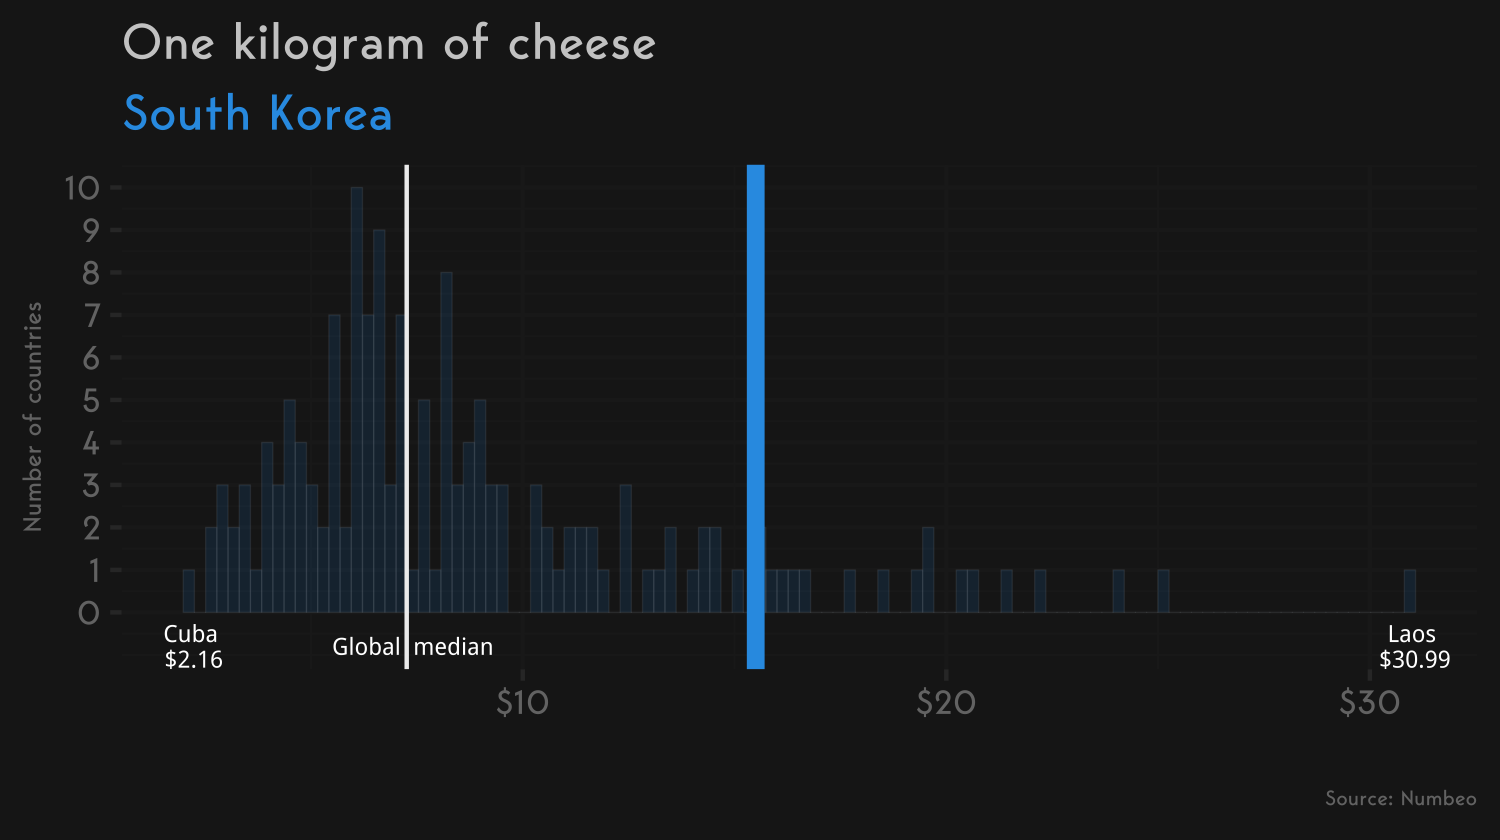 One kilogram of cheese
South Korea
Number of countries
10
9
8
7
6
5
4
3
2
1
0
Cuba
$2.16
Global median
Laos
$30.99
$10 $20 $30
Source: Numbeo